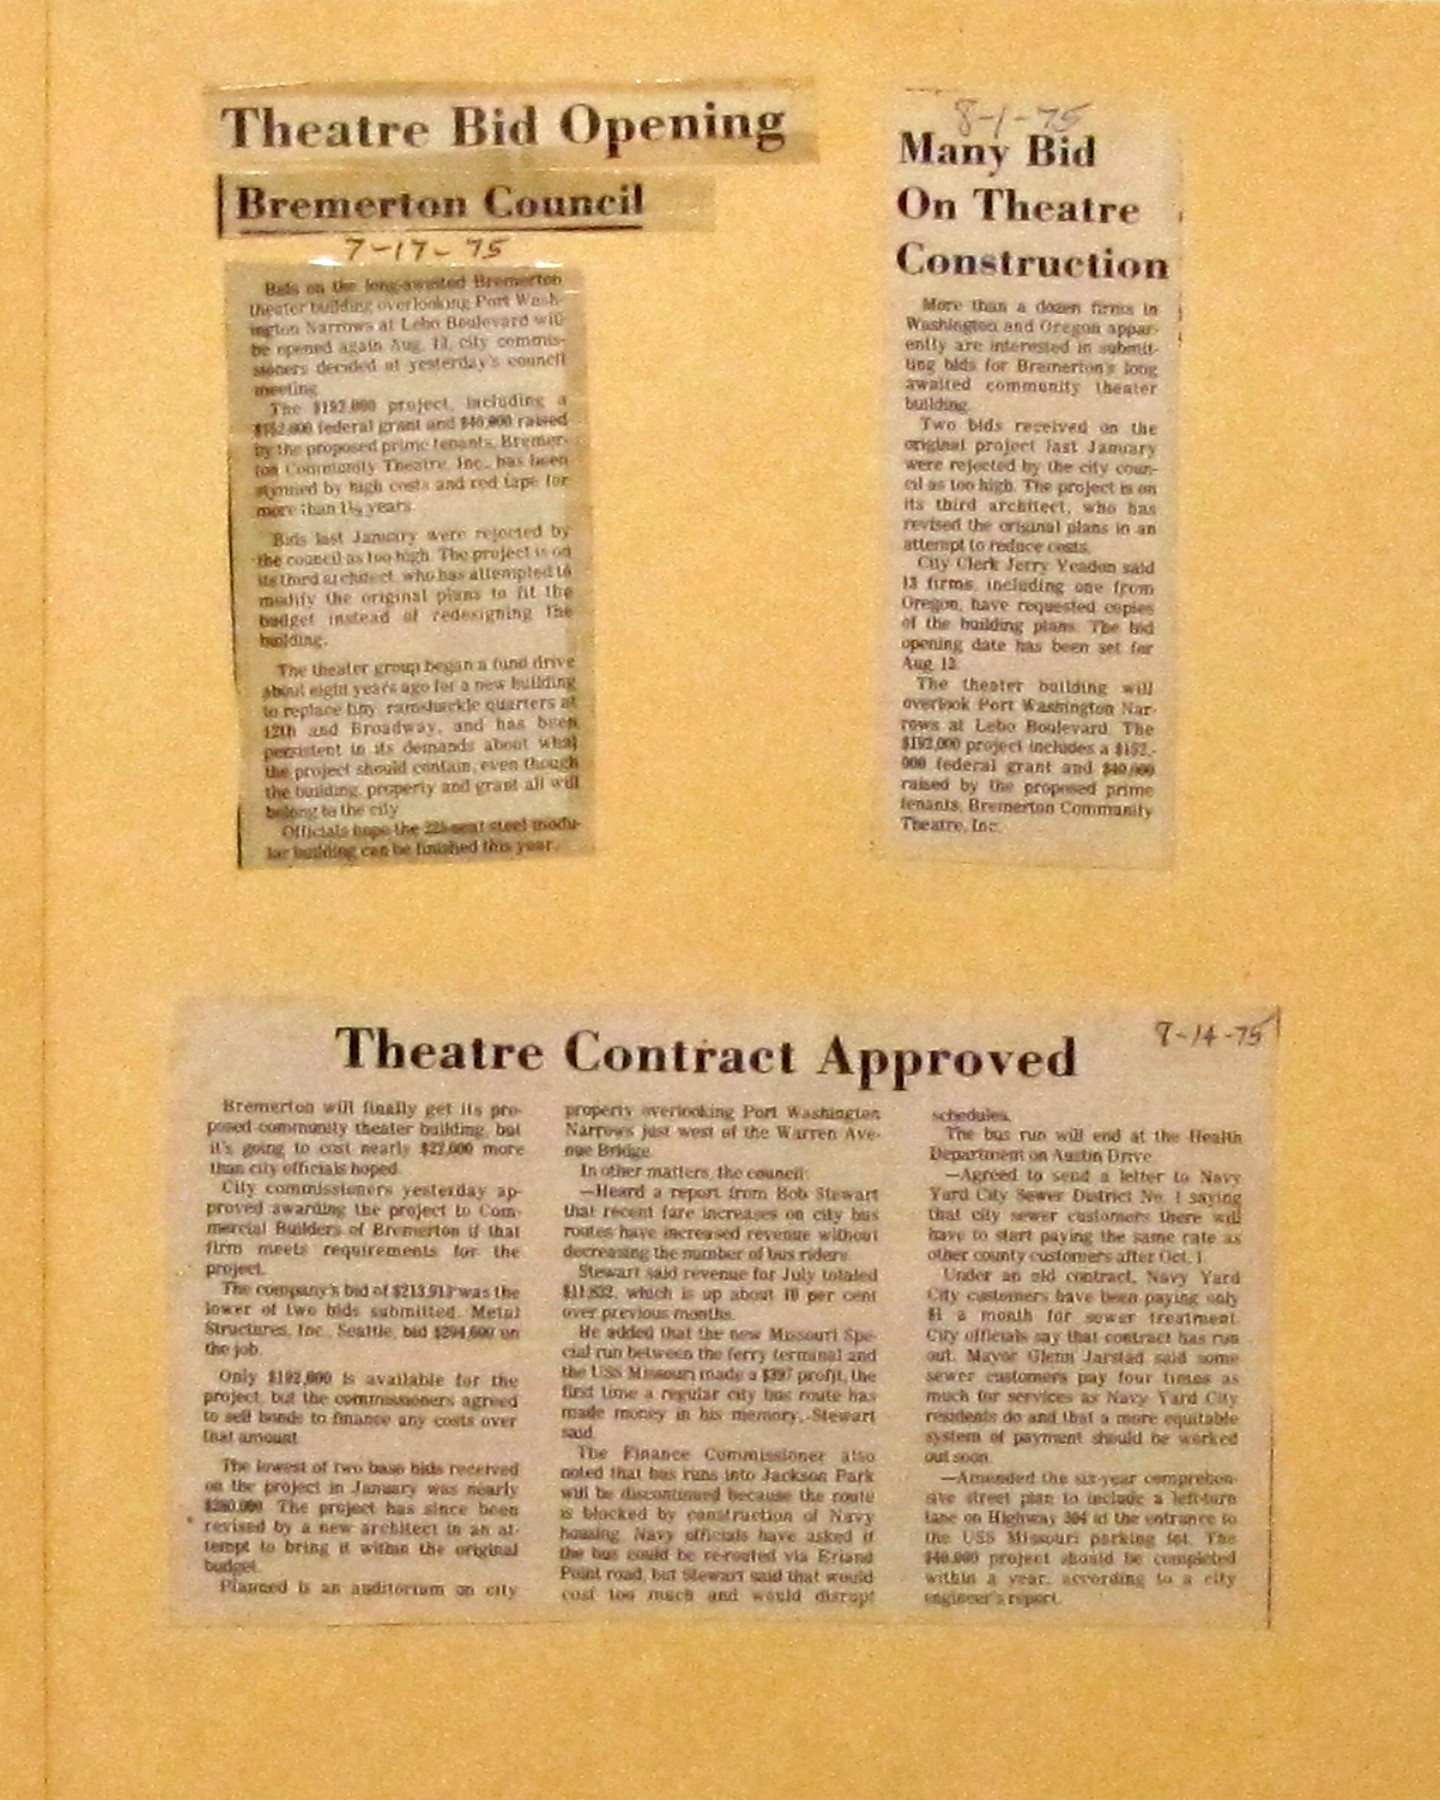 Theatre Bid Opening
Bremerton Council
7-17-75
Bids on the long-awaited Bremerton
theater building overlooking Port Wash-
ington Narrows at Lebo Boulevard will
be opened again Aug. 13, city commis-
sioners decided at yesterday's council
meeting.
The $192,000 project, including a
$152,000 federal grant and $40,000 raised
by the proposed prime tenants, Bremer-
ton Community Theatre, Inc., has been
stymied by high costs and red tape for
more than 1½ years.
Bids last January were rejected by
the council as too high. The project is on
its third architect, who has attempted to
modify the original plans to fit the
budget instead of redesigning the
building.
The theater group began a fund drive
about eight years ago for a new building
to replace tiny, ramshackle quarters at
12th and Broadway, and has been
persistent in its demands about what
the project should contain, even though
the building, property and grant all will
belong to the city.
Officials hope the 225-seat steel modu-
lar building can be finished this year.
8-1-75
Many Bid
On Theatre
Construction
More than a dozen firms in
Washington and Oregon appar-
ently are interested in submit-
ting bids for Bremerton's long
awaited community theater
building.
Two bids received on the
original project last January
were rejected by the city coun-
cil as too high. The project is on
its third architect, who has
revised the original plans in an
attempt to reduce costs.
City Clerk Jerry Yeadon said
13 firms, including one from
Oregon, have requested copies
of the building plans. The bid
opening date has been set for
Aug. 13.
The theater building will
overlook Port Washington Nar-
rows at Lebo Boulevard. The
$192,000 project includes a $152,-
000 federal grant and $40,000
raised by the proposed prime
tenants, Bremerton Community
Theatre, Inc.
Theatre Contract Approved
8-14-75
Bremerton will finally get its pro-
posed community theater building, but
it's going to cost nearly $22,000 more
than city officials hoped.
City commissioners yesterday ap-
proved awarding the project to Com-
mercial Builders of Bremerton if that
firm meets requirements for the
project.
The company's bid of $213,913 was the
lower of two bids submitted. Metal
Structures, Inc., Seattle, bid on
the job.
Only $192,000 is available for the
project, but the commissioners agreed
to sell bonds to finance any costs over
that amount.
The lowest of two base bids received
on the project in January was nearly
The project has since been
revised by a new architect in an at-
tempt to bring it within the original
budget.
Planned is an auditorium on city
property overlooking Port Washington
Narrows just west of the Warren Ave-
nue Bridge.
In other matters, the council:
—Heard a report from Bob Stewart
that recent fare increases on city bus
routes have increased revenue without
decreasing the number of bus riders.
Stewart said revenue for July totaled
$11,832, which is up about 10 per cent
over previous months.
He added that the new Missouri Spe-
cial run between the ferry terminal and
the USS Missouri made a $397 profit, the
first time a regular city bus route has
made money in his memory, Stewart
said.
The Finance Commissioner also
noted that bus runs into Jackson Park
will be discontinued because the route
is blocked by construction of Navy
housing. Navy officials have asked if
the bus could be re-routed via Erland
Point road, but Stewart said that would
cost too much and would disrupt
schedules.
The bus run will end at the Health
Department on Austin Drive.
—Agreed to send a letter to Navy
Yard City Sewer District No. 1 saying
that city sewer customers there will
have to start paying the same rate as
other county customers after Oct. 1.
Under an old contract, Navy Yard
City customers have been paying only
$1 a month for sewer treatment.
City officials say that contract has run
out. Mayor Glenn Jarstad said some
sewer customers pay four times as
much for services as Navy Yard City
residents do and that a more equitable
system of payment should be worked
out soon.
—Amended the six-year comprehen-
sive street plan to include a left-turn
lane on Highway 304 at the entrance to
the USS Missouri parking lot. The
$40,000 project should be completed
within a year, according to a city
engineer's report.